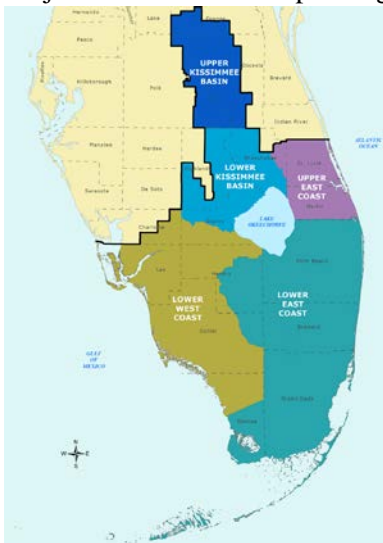 Hernando
Lake
Orange
Pasco
UPPER
KISSIMMEE
BASIN
Osceola
Brevard
Pinellas
Hillsborough
Polk
Indian River
ATLANTIC
OCEAN
Manatee
Hardee
Highlands
Okeechobee
St. Lucie
LOWER
KISSIMMEE
BASIN
UPPER
EAST
COAST
Sarasota
De Soto
Martin
LAKE
OKEECHOBEE
Charlotte
Glades
Palm Beach
Lee
Hendry
LOWER
WEST
COAST
LOWER
EAST
COAST
Collier
Broward
GULF
OF
MEXICO
Miami-Dade
Monroe
N
W
E
S